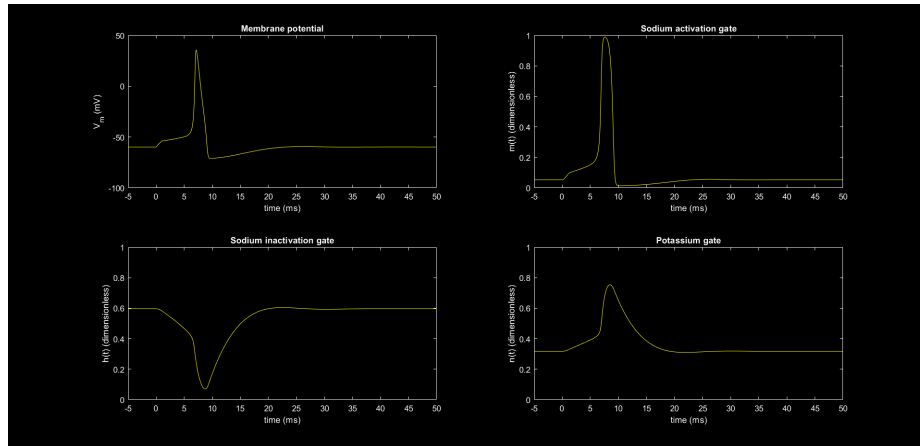 Membrane potential
50
0
-50
-100
V_m (mV)
-5 0 5 10 15 20 25 30 35 40 45 50
time (ms)
Sodium activation gate
1
0.8
0.6
0.4
0.2
0
m(t) (dimensionless)
-5 0 5 10 15 20 25 30 35 40 45 50
time (ms)
Sodium inactivation gate
1
0.8
0.6
0.4
0.2
0
h(t) (dimensionless)
-5 0 5 10 15 20 25 30 35 40 45 50
time (ms)
Potassium gate
1
0.8
0.6
0.4
0.2
0
n(t) (dimensionless)
-5 0 5 10 15 20 25 30 35 40 45 50
time (ms)